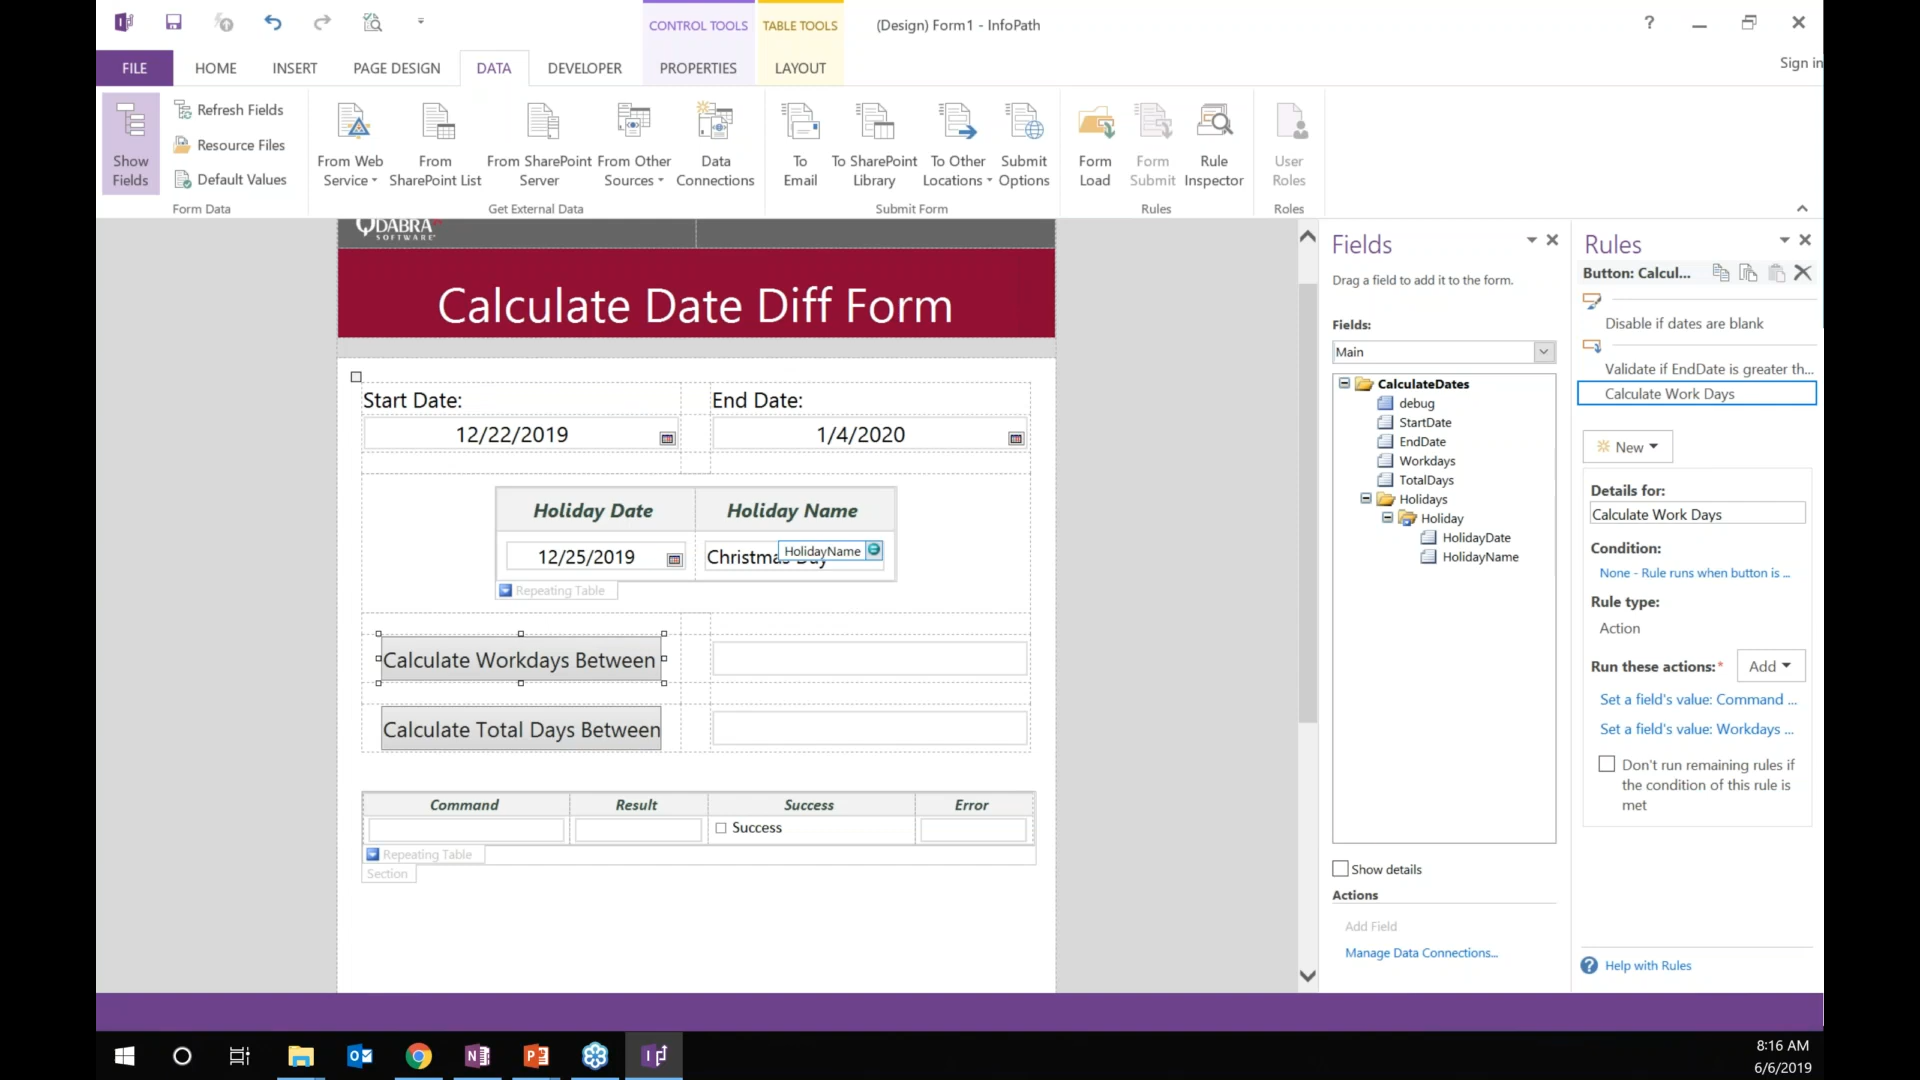 CONTROL TOOLS
TABLE TOOLS
(Design) Form1 - InfoPath
?
Sign in
FILE
HOME
INSERT
PAGE DESIGN
DATA
DEVELOPER
PROPERTIES
LAYOUT
Show
Fields
Refresh Fields
Resource Files
Default Values
Form Data
From Web
Service
From
SharePoint List
From SharePoint
Server
From Other
Sources
Data
Connections
Get External Data
To
Email
To SharePoint
Library
To Other
Locations
Submit
Options
Submit Form
Form
Load
Form
Submit
Rule
Inspector
Rules
User
Roles
Roles
QDABRA
SOFTWARE
Calculate Date Diff Form
Start Date:
End Date:
12/22/2019
1/4/2020
Holiday Date
Holiday Name
12/25/2019
Christmas Day
HolidayName
Repeating Table
Calculate Workdays Between
Calculate Total Days Between
Command
Result
Success
Error
Success
Repeating Table
Section
Fields
Drag a field to add it to the form.
Fields:
Main
CalculateDates
debug
StartDate
EndDate
Workdays
TotalDays
Holidays
Holiday
HolidayDate
HolidayName
Show details
Actions
Add Field
Manage Data Connections...
Rules
Button: Calcul...
Disable if dates are blank
Validate if EndDate is greater th...
Calculate Work Days
New
Details for:
Calculate Work Days
Condition:
None - Rule runs when button is ...
Rule type:
Action
Run these actions:*
Add
Set a field's value: Command ...
Set a field's value: Workdays ...
Don't run remaining rules if
the condition of this rule is
met
Help with Rules
8:16 AM
6/6/2019